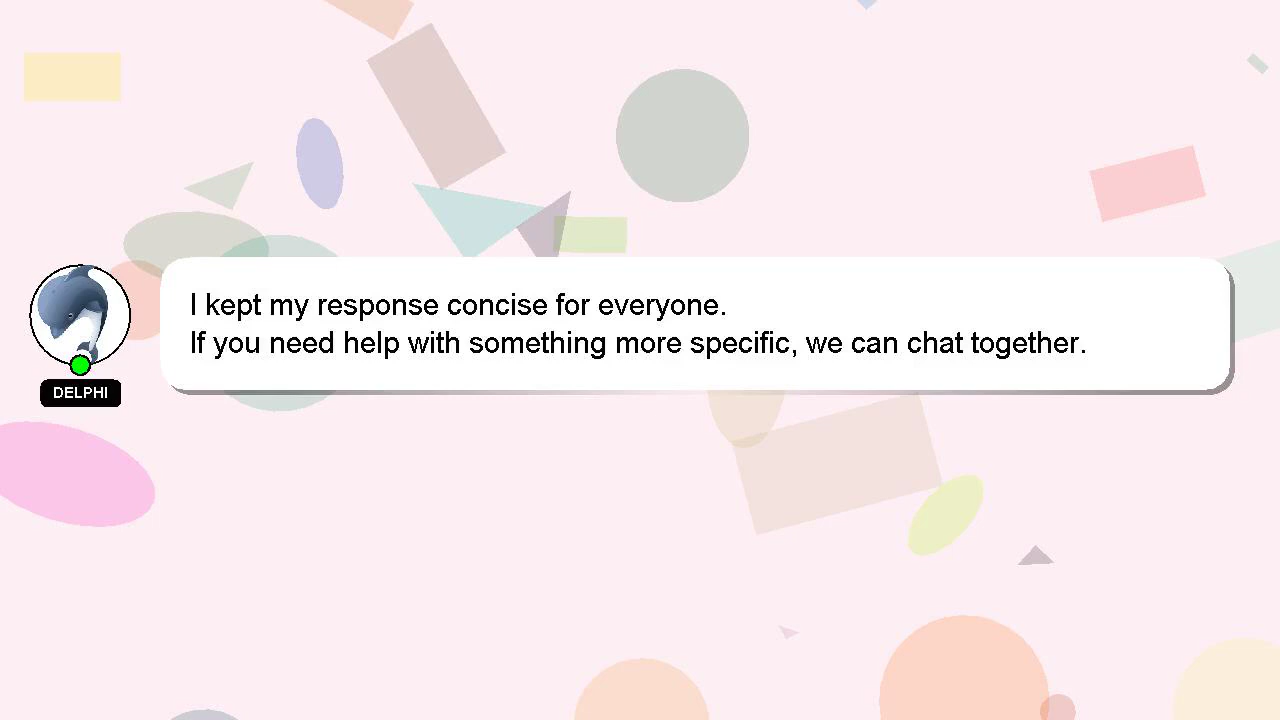 I kept my response concise for everyone.
If you need help with something more specific, we can chat together.
DELPHI